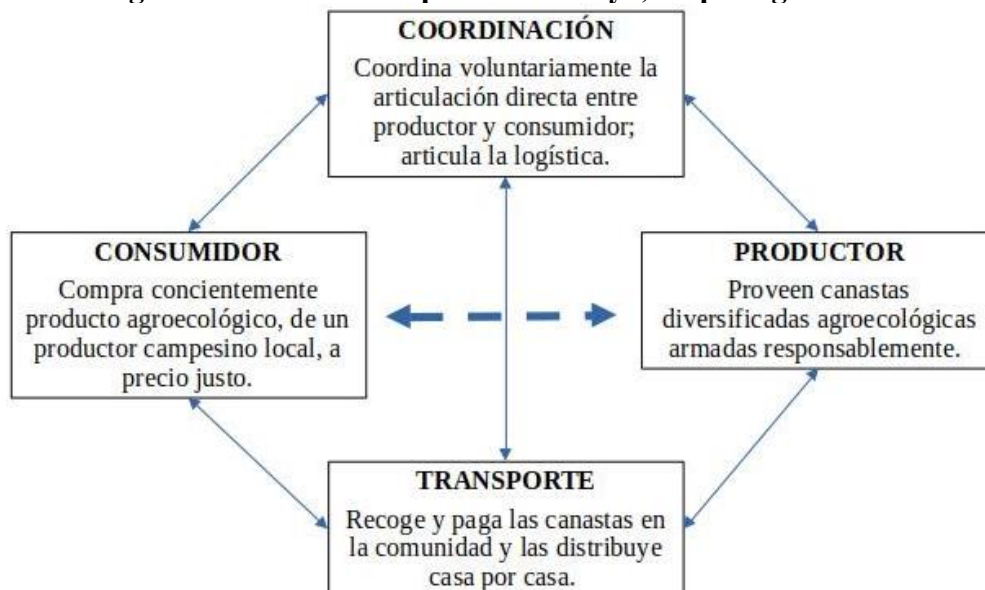 COORDINACIÓN
Coordina voluntariamente la
articulación directa entre
productor y consumidor;
articula la logística.
CONSUMIDOR
Compra concientemente
producto agroecológico, de un
productor campesino local, a
precio justo.
PRODUCTOR
Proveen canastas
diversificadas agroecológicas
armadas responsablemente.
TRANSPORTE
Recoge y paga las canastas en
la comunidad y las distribuye
casa por casa.